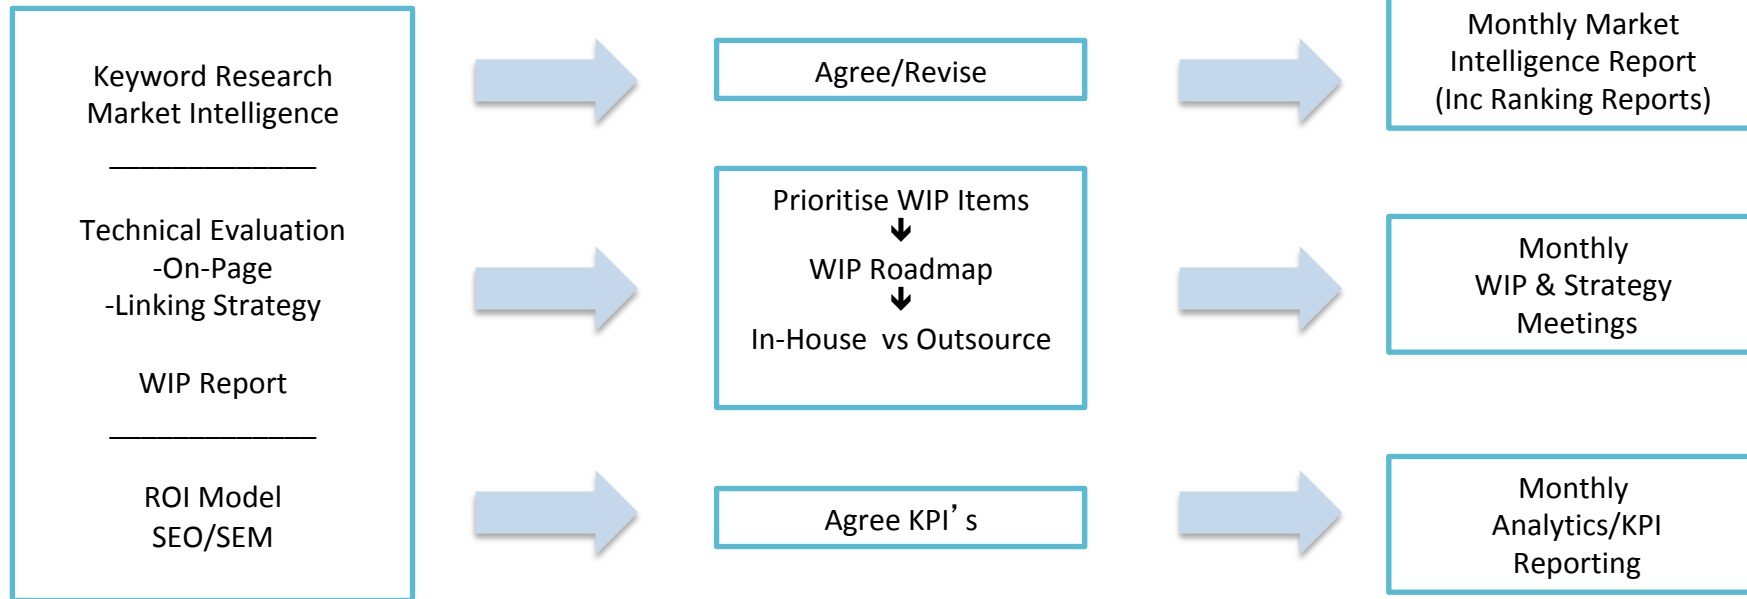 Keyword Research
Market Intelligence
_____________
Technical Evaluation
-On-Page
-Linking Strategy
WIP Report
_____________
ROI Model
SEO/SEM
Agree/Revise
Prioritise WIP Items
WIP Roadmap
In-House  vs Outsource
Agree KPI’s
Monthly Market
Intelligence Report
(Inc Ranking Reports)
Monthly
WIP & Strategy
Meetings
Monthly
Analytics/KPI
Reporting